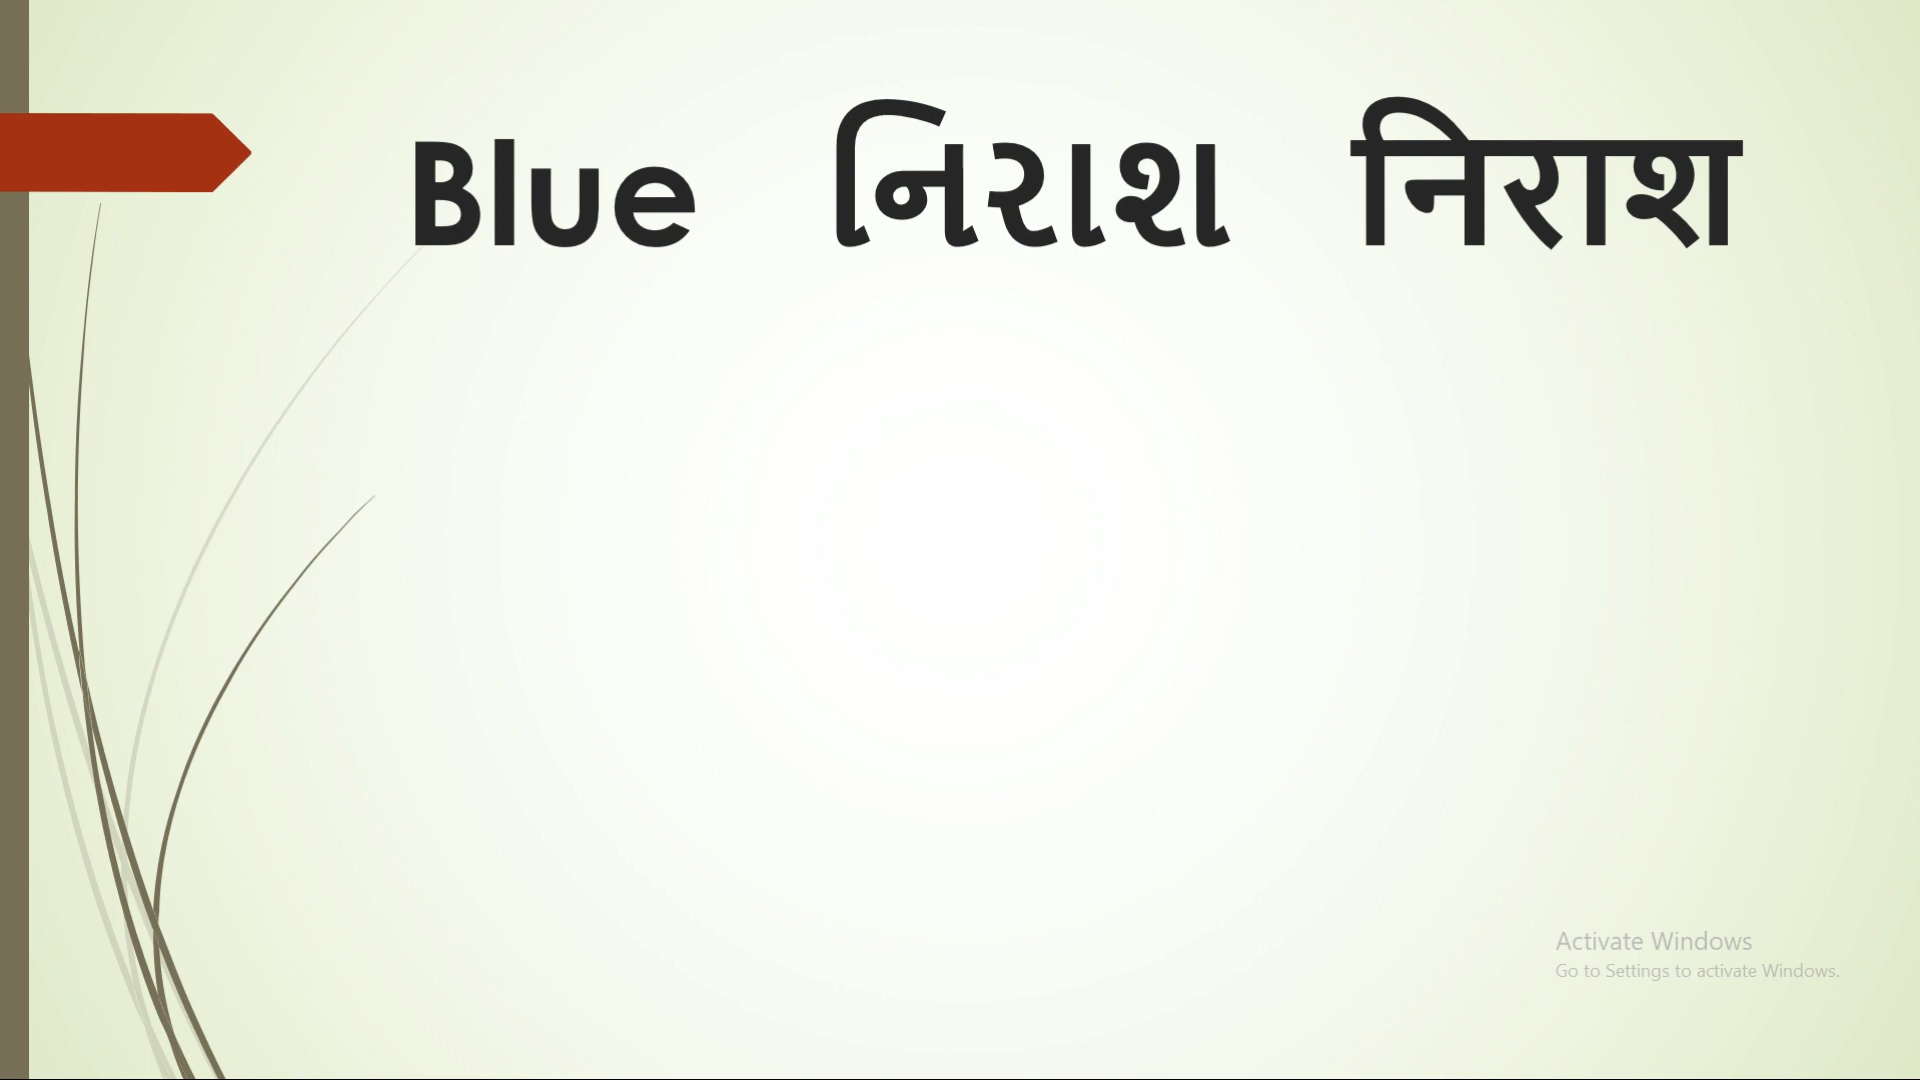 Blue નિરાશ निराश
Activate Windows
Go to Settings to activate Windows.